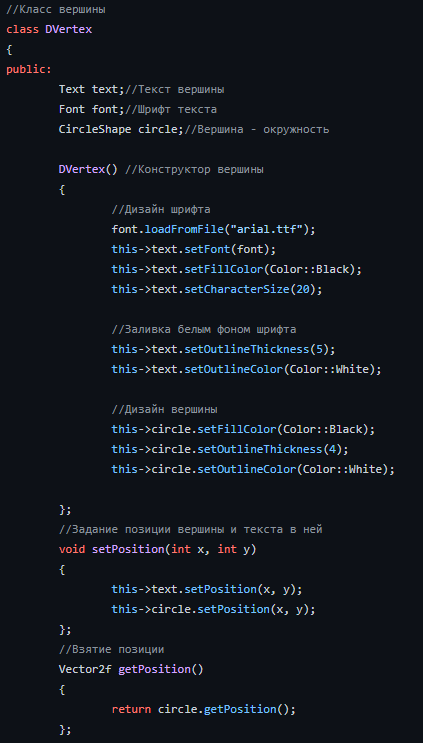 //Класс вершины
class DVertex
{
public:
Text text;//Текст вершины
Font font;//Шрифт текста
CircleShape circle;//Вершина - окружность
DVertex() //Конструктор вершины
{
//Дизайн шрифта
font.loadFromFile("arial.ttf");
this->text.setFont(font);
this->text.setFillColor(Color::Black);
this->text.setCharacterSize(20);
//Заливка белым фоном шрифта
this->text.setOutlineThickness(5);
this->text.setOutlineColor(Color::White);
//Дизайн вершины
this->circle.setFillColor(Color::Black);
this->circle.setOutlineThickness(4);
this->circle.setOutlineColor(Color::White);
};
//Задание позиции вершины и текста в ней
void setPosition(int x, int y)
{
this->text.setPosition(x, y);
this->circle.setPosition(x, y);
};
//Взятие позиции
Vector2f getPosition()
{
return circle.getPosition();
};